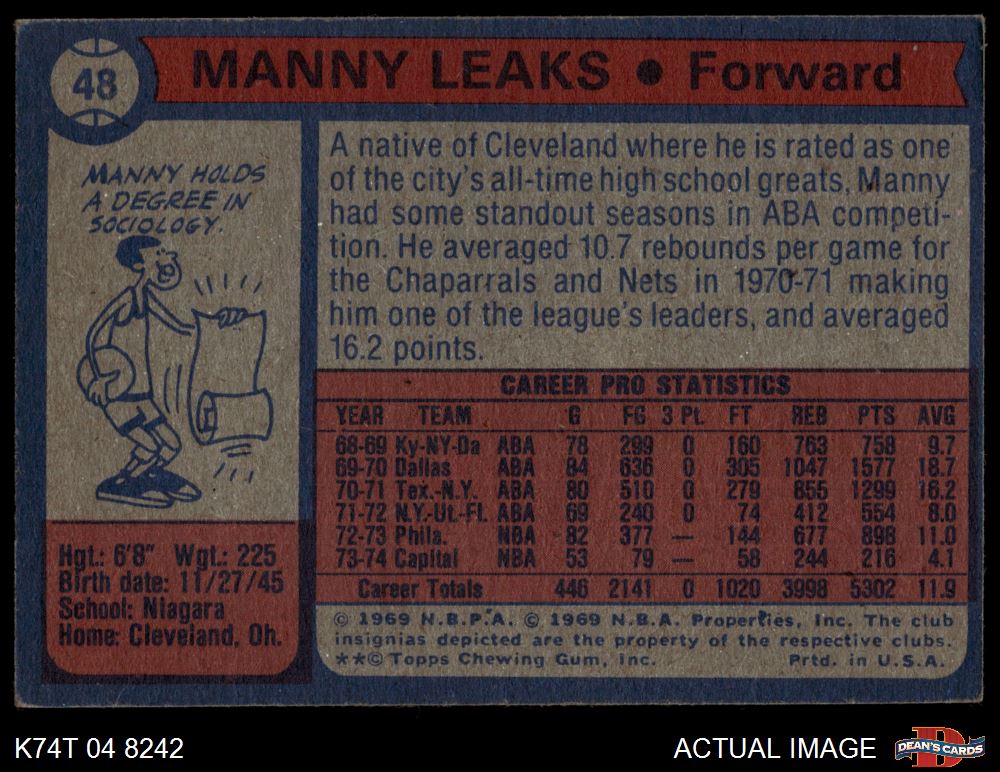 48
MANNY LEAKS • Forward
MANNY HOLDS
A DEGREE IN
SOCIOLOGY.
A native of Cleveland where he is rated as one
of the city's all-time high school greats, Manny
had some standout seasons in ABA competi-
tion. He averaged 10.7 rebounds per game for
the Chaparrals and Nets in 1970-71 making
him one of the league's leaders, and averaged
16.2 points.
CAREER PRO STATISTICS
YEAR TEAM G FG 3 Pt. FT REB PTS AVG
68-69 Ky-NY-Da ABA 78 299 0 160 763 758 9.7
69-70 Dallas ABA 84 636 0 305 1047 1577 18.7
70-71 Tex.-N.Y. ABA 80 510 0 279 855 1299 16.2
71-72 N.Y.-Ut-Fl. ABA 69 240 0 74 412 554 8.0
72-73 Phila. NBA 82 377 — 144 677 898 11.0
73-74 Capital NBA 53 79 — 58 244 216 4.1
Career Totals 446 2141 0 1020 3998 5302 11.9
Hgt.: 6'8" Wgt.: 225
Birth date: 11/27/45
School: Niagara
Home: Cleveland, Oh.
© 1969 N.B.P.A. © 1969 N.B.A. Properties, Inc. The club
insignias depicted are the property of the respective clubs.
**© Topps Chewing Gum, Inc. Prtd. in U.S.A.
K74T 04 8242
ACTUAL IMAGE
D
DEAN'S CARDS